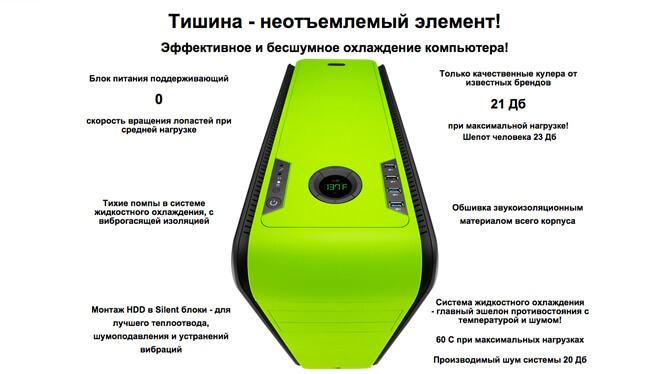 Тишина - неотъемлемый элемент!
Эффективное и бесшумное охлаждение компьютера!
Блок питания поддерживающий
0
скорость вращения лопастей при
средней нагрузке
Тихие помпы в системе
жидкостного охлаждения, с
виброгасящей изоляцией
Монтаж HDD в Silent блоки - для
лучшего теплоотвода,
шумоподавления и устранений
вибраций
137F
Только качественные кулера от
известных брендов
21 Дб
при максимальной нагрузке!
Шепот человека 23 Дб
Обшивка звукоизоляционным
материалом всего корпуса
Система жидкостного охлаждения
- главный эшелон противостояния с
температурой и шумом!
60 С при максимальных нагрузках
Производимый шум системы 20 Дб